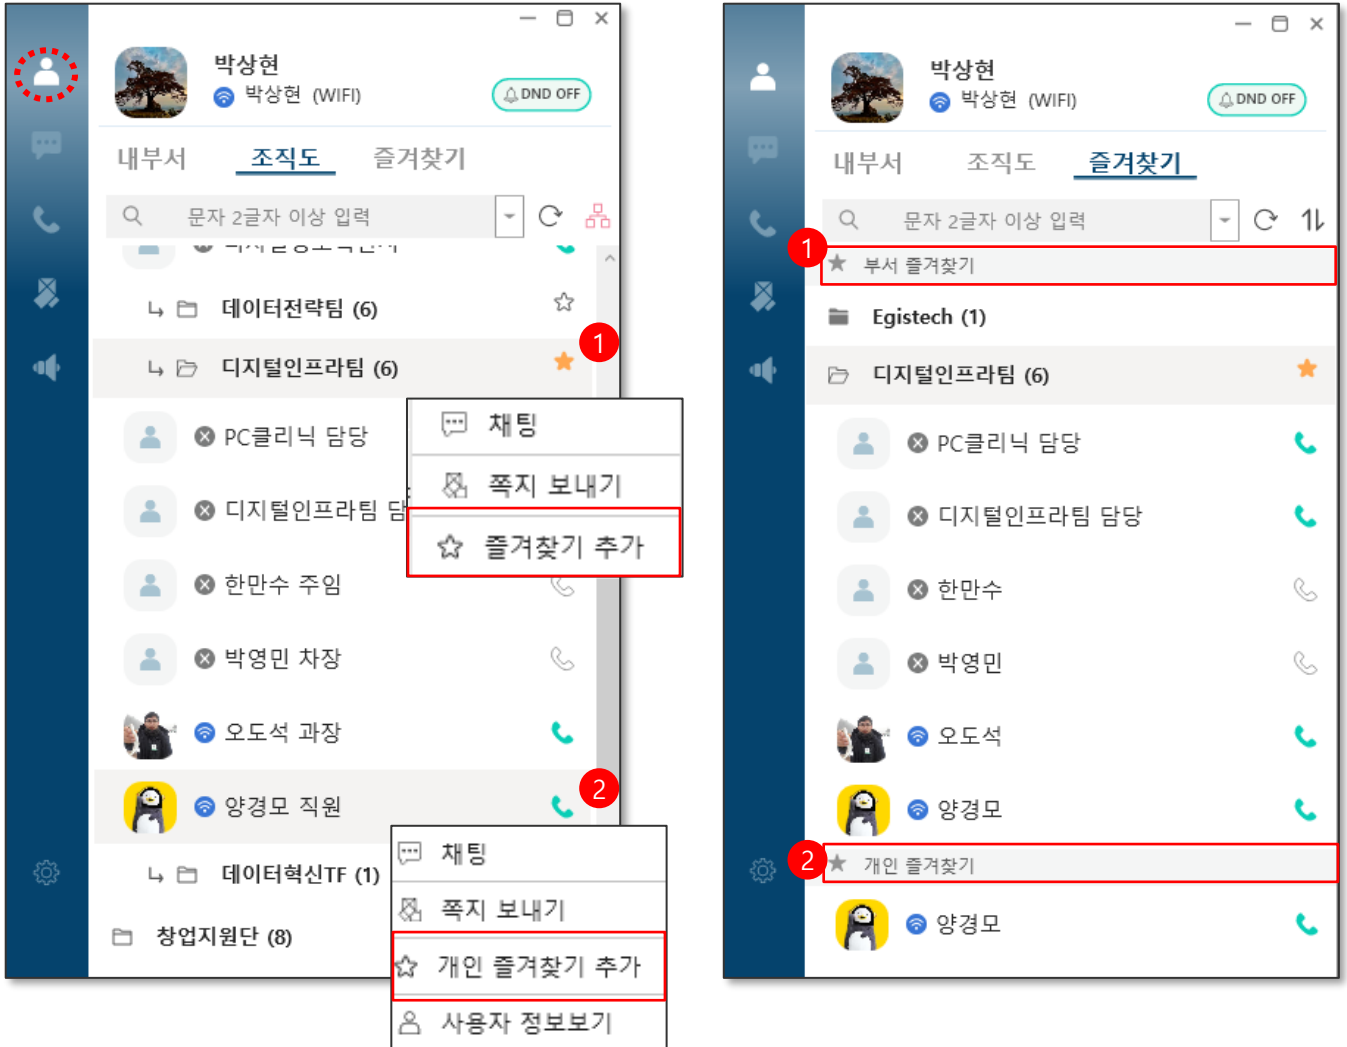 박상현
박상현 (WIFI)
DND OFF
내부서 조직도 즐겨찾기
문자 2글자 이상 입력
데이터전략팀 (6)
1
디지털인프라팀 (6)
PC클리닉 담당
채팅
쪽지 보내기
즐겨찾기 추가
디지털인프라팀 담
한만수 주임
박영민 차장
오도석 과장
2
양경모 직원
채팅
쪽지 보내기
개인 즐겨찾기 추가
사용자 정보보기
데이터혁신TF (1)
창업지원단 (8)
박상현
박상현 (WIFI)
DND OFF
내부서 조직도 즐겨찾기
문자 2글자 이상 입력
1
부서 즐겨찾기
Egistech (1)
디지털인프라팀 (6)
PC클리닉 담당
디지털인프라팀 담당
한만수
박영민
오도석
양경모
2
개인 즐겨찾기
양경모